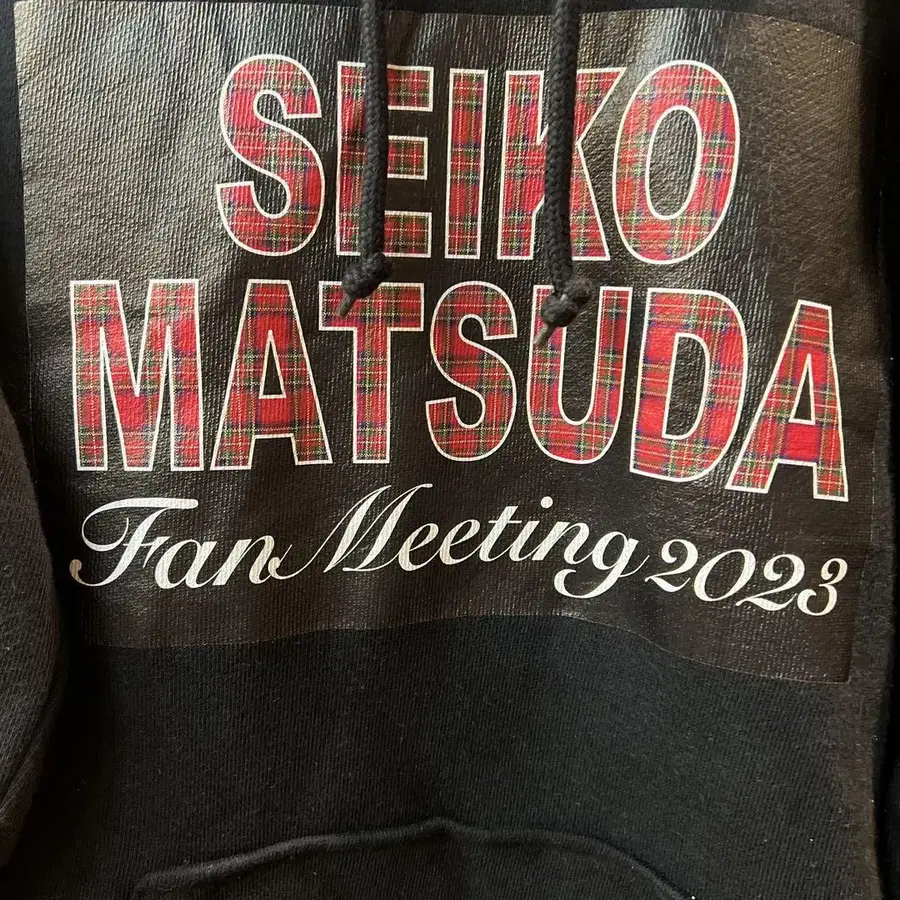 SEIKO
MATSUDA
Fan Meeting 2023